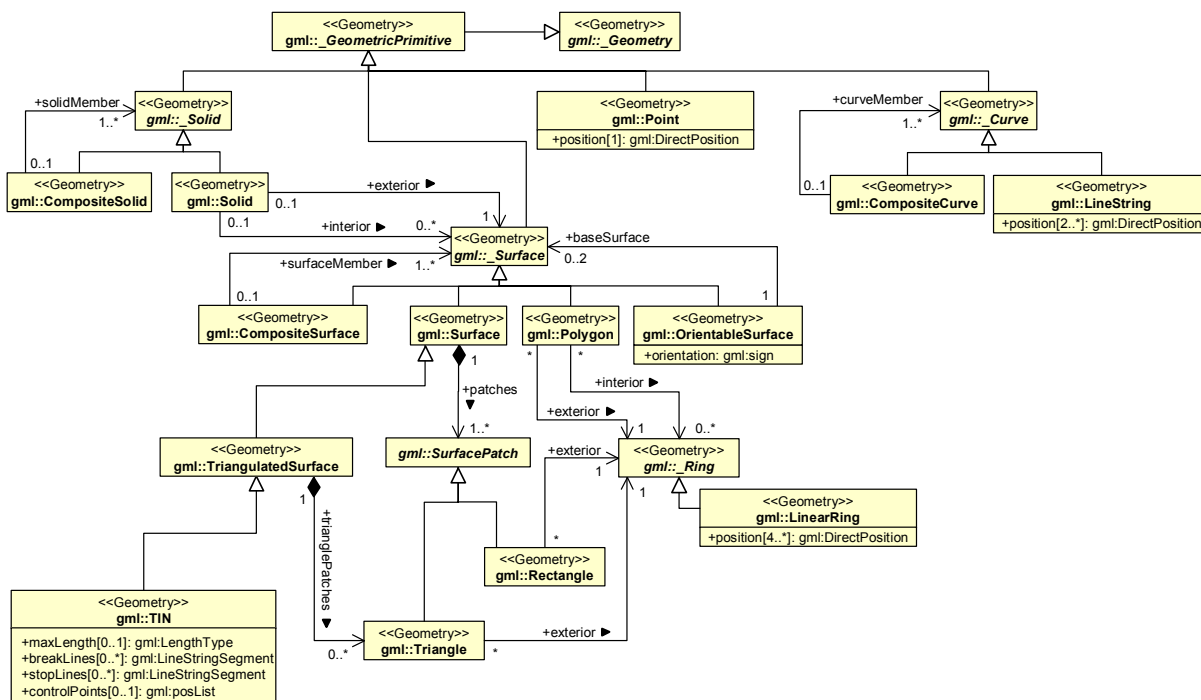 <<Geometry>>
gml::_GeometricPrimitive
<<Geometry>>
gml::_Geometry
+solidMember
1..*
0..1
<<Geometry>>
gml::_Solid
<<Geometry>>
gml::Point
+position[1]: gml:DirectPosition
+curveMember
1..*
0..1
<<Geometry>>
gml::_Curve
<<Geometry>>
gml::CompositeSolid
<<Geometry>>
gml::Solid
0..1
+exterior
1
0..1
+interior
0..*
<<Geometry>>
gml::CompositeCurve
<<Geometry>>
gml::LineString
+position[2..*]: gml:DirectPosition
<<Geometry>>
gml::_Surface
+baseSurface
0..2
1
+surfaceMember
1..*
0..1
<<Geometry>>
gml::CompositeSurface
<<Geometry>>
gml::Surface
<<Geometry>>
gml::Polygon
<<Geometry>>
gml::OrientableSurface
+orientation: gml:sign
1
+patches
1..*
*
*
+interior
0..*
+exterior
1
<<Geometry>>
gml::TriangulatedSurface
gml::SurfacePatch
+exterior
1
*
<<Geometry>>
gml::_Ring
1
1
+trianglePatches
0..*
<<Geometry>>
gml::LinearRing
+position[4..*]: gml:DirectPosition
<<Geometry>>
gml::Rectangle
<<Geometry>>
gml::TIN
+maxLength[0..1]: gml:LengthType
+breakLines[0..*]: gml:LineStringSegment
+stopLines[0..*]: gml:LineStringSegment
+controlPoints[0..1]: gml:posList
<<Geometry>>
gml::Triangle
*
+exterior